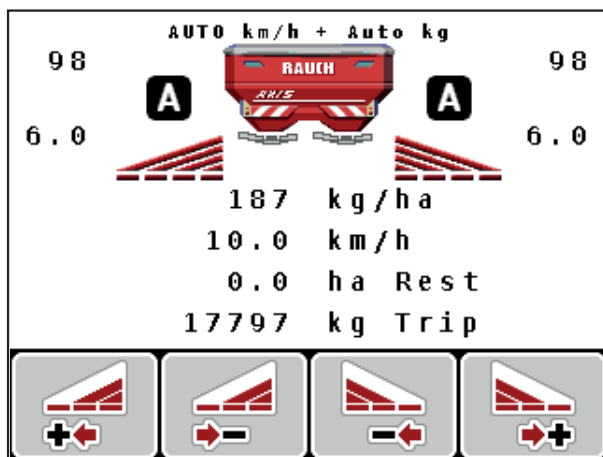 AUTO km/h + Auto kg
98 98
RAUCH
A A
AXIS
6.0 6.0
187 kg/ha
10.0 km/h
0.0 ha Rest
17797 kg Trip